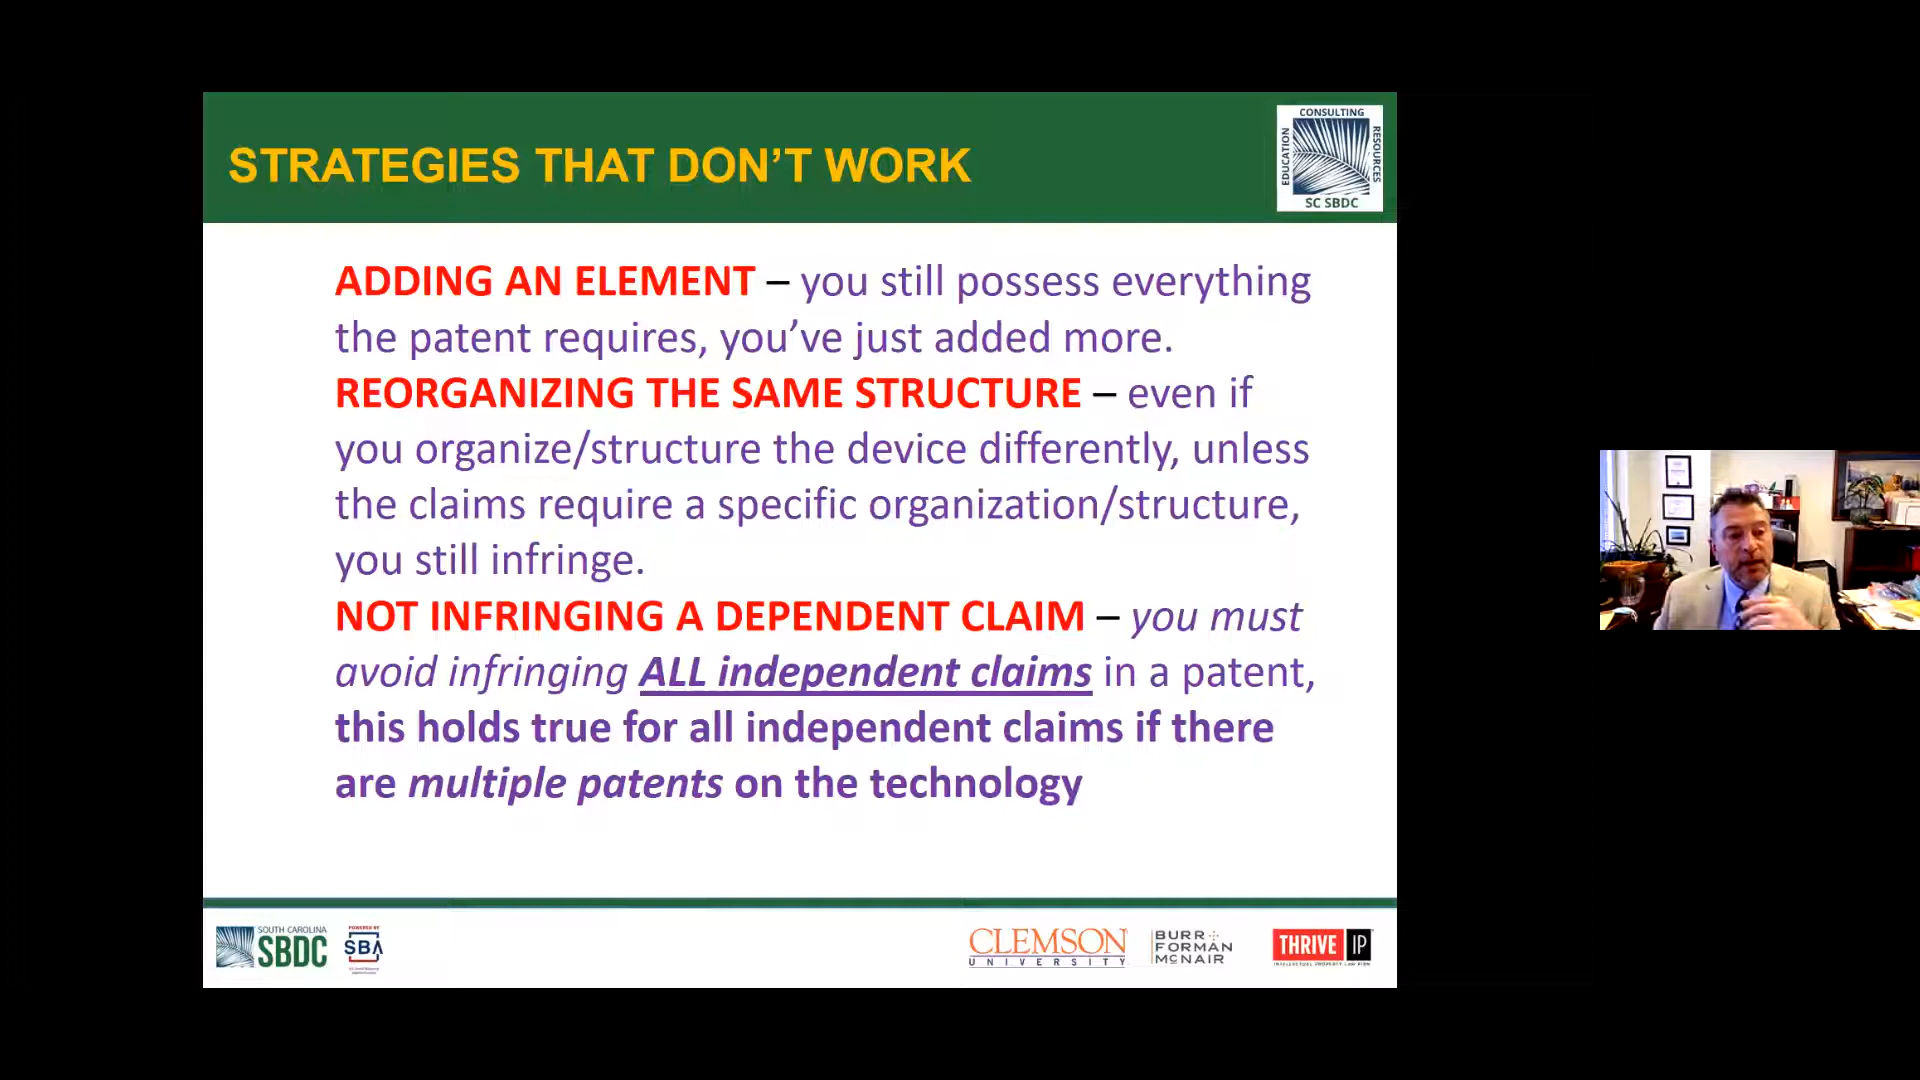 STRATEGIES THAT DON'T WORK
CONSULTING
EDUCATION
RESOURCES
SC SBDC
ADDING AN ELEMENT – you still possess everything
the patent requires, you've just added more.
REORGANIZING THE SAME STRUCTURE – even if
you organize/structure the device differently, unless
the claims require a specific organization/structure,
you still infringe.
NOT INFRINGING A DEPENDENT CLAIM – you must
avoid infringing ALL independent claims in a patent,
this holds true for all independent claims if there
are multiple patents on the technology
SOUTH CAROLINA
SBDC
POWERED BY
SBA
CLEMSON
UNIVERSITY
BURR
FORMAN
MCNAIR
THRIVE IP
INTELLECTUAL PROPERTY LAW FIRM